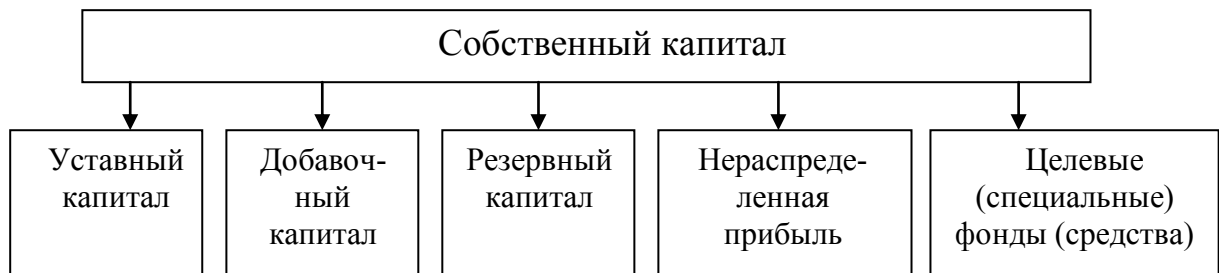 Собственный капитал
Уставный
капитал
Добавоч-
ный
капитал
Резервный
капитал
Нераспреде-
ленная
прибыль
Целевые
(специальные)
фонды (средства)